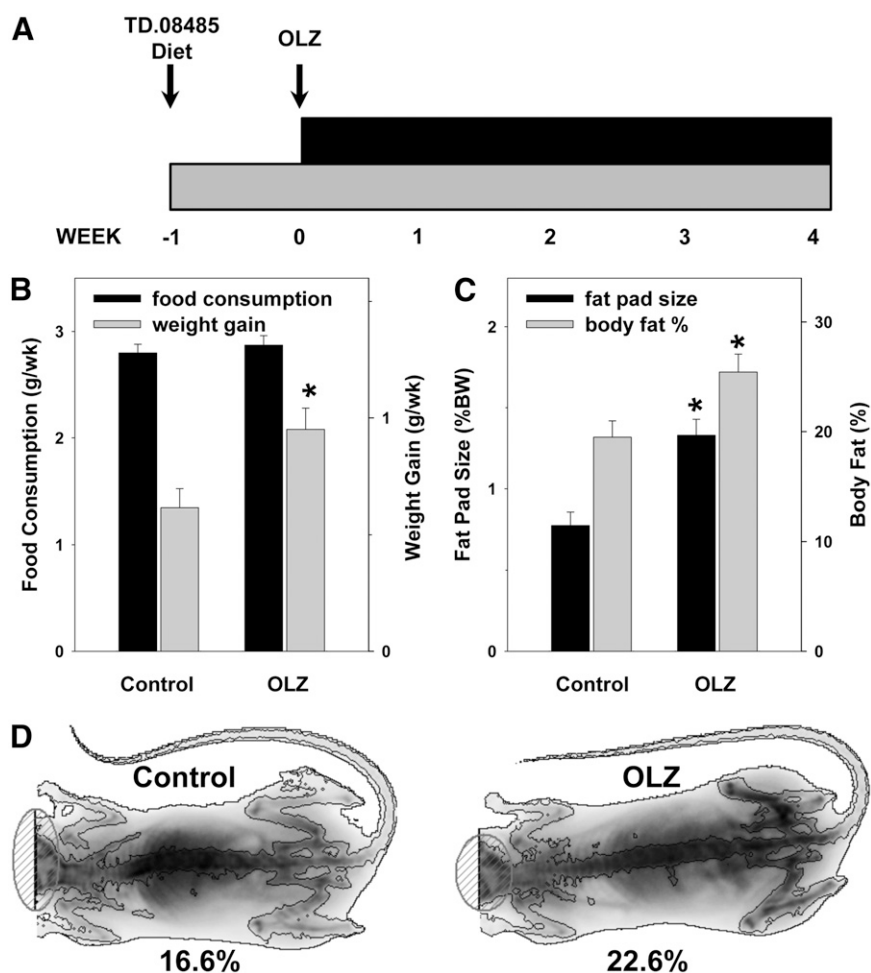 A
TD.08485
Diet
OLZ
WEEK -1 0 1 2 3 4
B
food consumption
weight gain
Food Consumption (g/wk)
3
2
1
0
*
Weight Gain (g/wk)
1
0
Control OLZ
C
fat pad size
body fat %
Fat Pad Size (%BW)
2
1
0
*
*
Body Fat (%)
30
20
10
0
Control OLZ
D
Control
16.6%
OLZ
22.6%